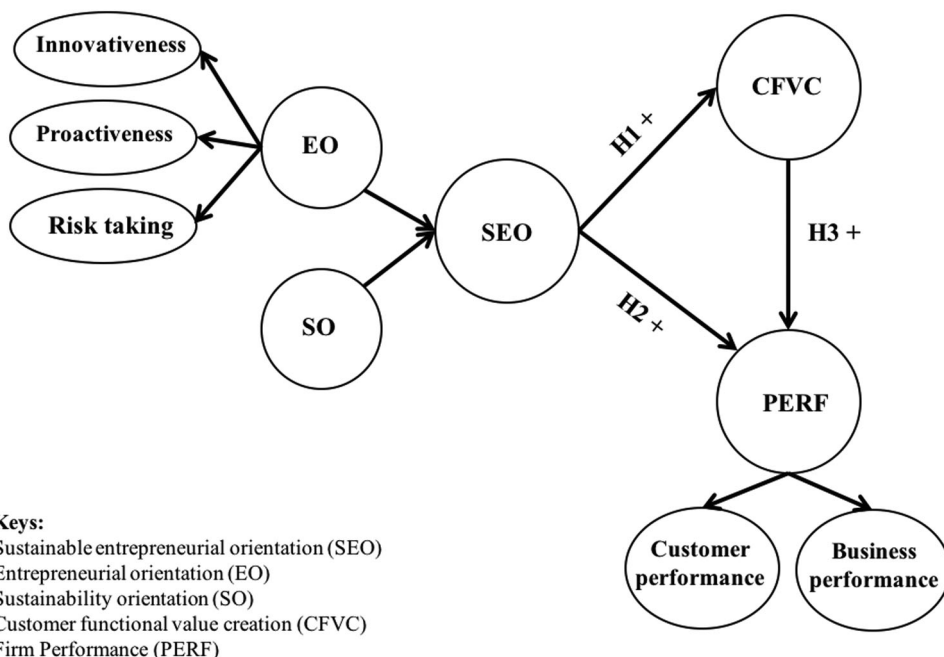 Innovativeness
Proactiveness
Risk taking
EO
SO
SEO
H1 +
H2 +
CFVC
H3 +
PERF
Customer
performance
Business
performance
Keys:
Sustainable entrepreneurial orientation (SEO)
Entrepreneurial orientation (EO)
Sustainability orientation (SO)
Customer functional value creation (CFVC)
Firm Performance (PERF)